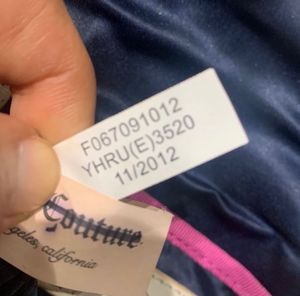 F067091012
YHRU(E)3520
11/2012
Couture
geles, california